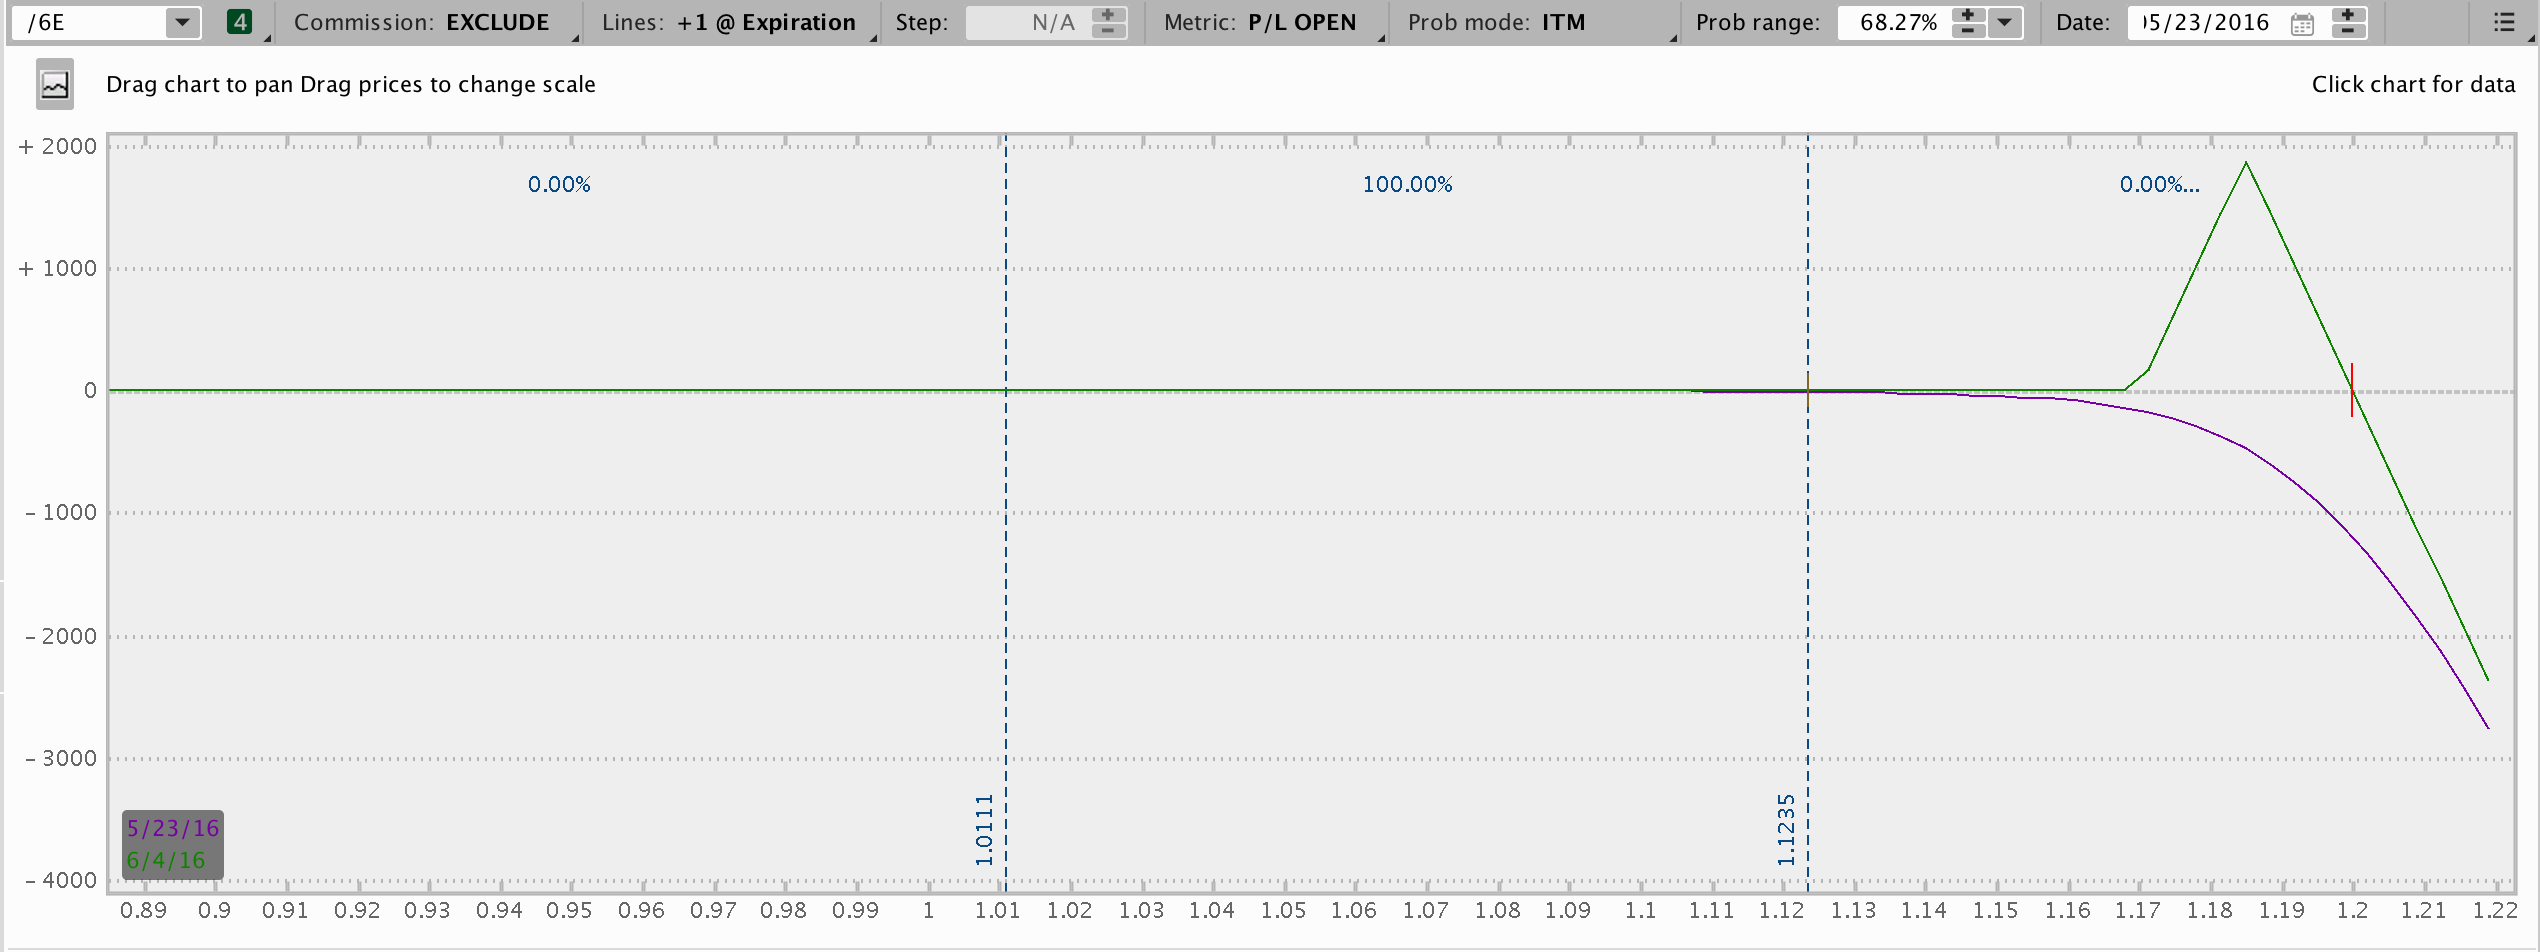 /6E 4 Commission: EXCLUDE Lines: +1 @ Expiration Step: N/A Metric: P/L OPEN Prob mode: ITM Prob range: 68.27% Date: 05/23/2016
Drag chart to pan Drag prices to change scale Click chart for data
+ 2000
0.00% 100.00% 0.00%...
+ 1000
0
- 1000
- 2000
- 3000
1.0111 1.1235
5/23/16
6/4/16
- 4000
0.89 0.9 0.91 0.92 0.93 0.94 0.95 0.96 0.97 0.98 0.99 1 1.01 1.02 1.03 1.04 1.05 1.06 1.07 1.08 1.09 1.1 1.11 1.12 1.13 1.14 1.15 1.16 1.17 1.18 1.19 1.2 1.21 1.22